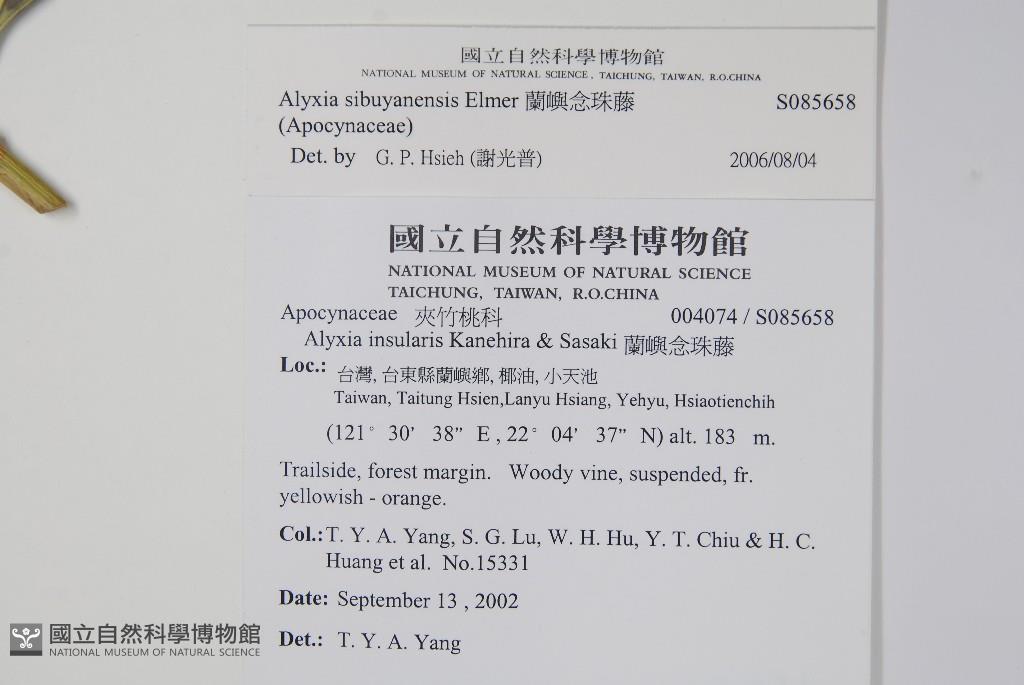 國立自然科學博物館
NATIONAL MUSEUM OF NATURAL SCIENCE , TAICHUNG, TAIWAN, R.O.CHINA
Alyxia sibuyanensis Elmer 蘭嶼念珠藤 S085658
(Apocynaceae)
Det. by G. P. Hsieh (謝光普) 2006/08/04
國立自然科學博物館
NATIONAL MUSEUM OF NATURAL SCIENCE
TAICHUNG, TAIWAN, R.O.CHINA
Apocynaceae 夾竹桃科 004074 / S085658
Alyxia insularis Kanehira & Sasaki 蘭嶼念珠藤
Loc.: 台灣, 台東縣蘭嶼鄉, 椰油, 小天池
Taiwan, Taitung Hsien,Lanyu Hsiang, Yehyu, Hsiaotienchih
(121° 30' 38" E , 22° 04' 37" N) alt. 183 m.
Trailside, forest margin. Woody vine, suspended, fr.
yellowish - orange.
Col.: T. Y. A. Yang, S. G. Lu, W. H. Hu, Y. T. Chiu & H. C.
Huang et al. No.15331
Date: September 13 , 2002
Det.: T. Y. A. Yang
國立自然科學博物館
NATIONAL MUSEUM OF NATURAL SCIENCE